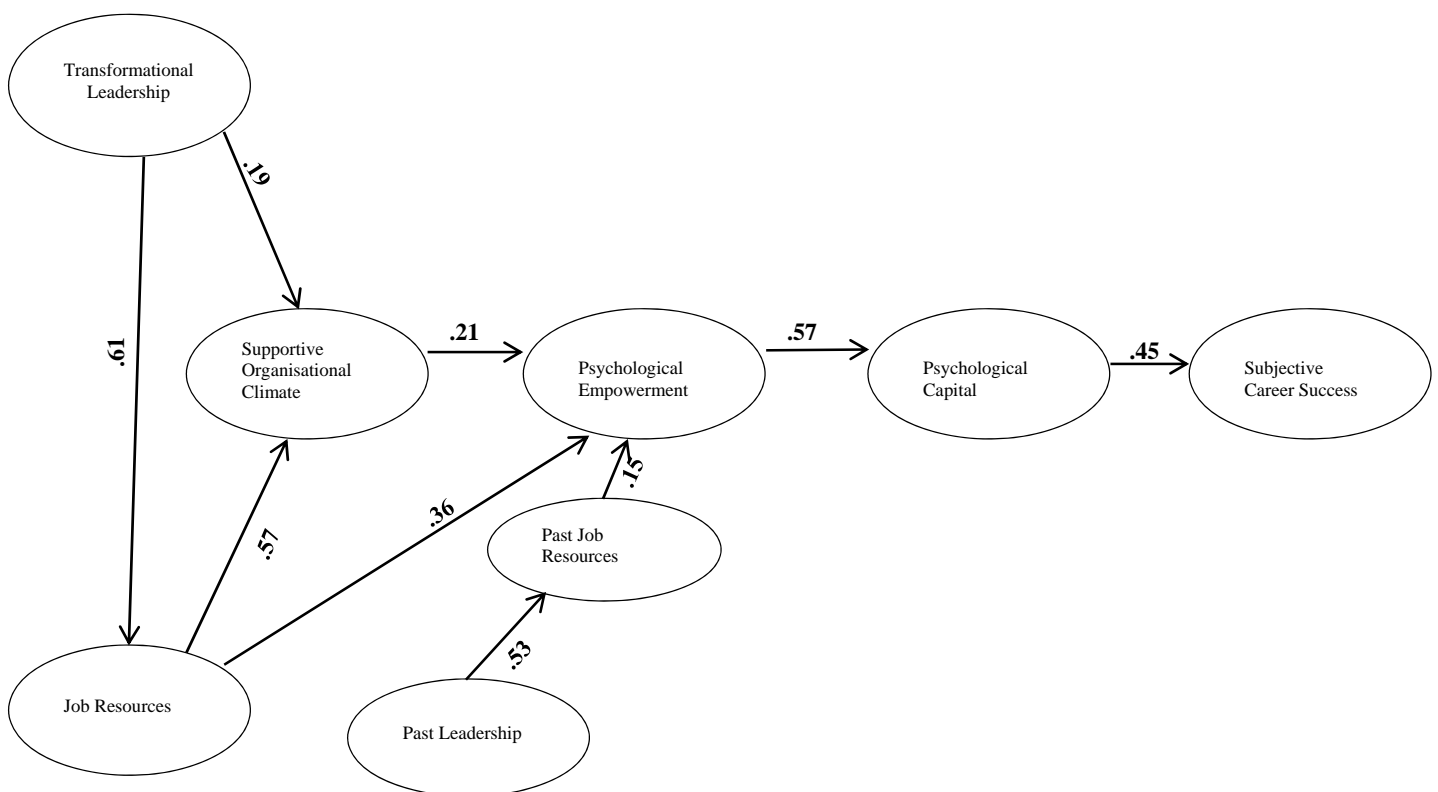 Transformational
Leadership
.19
.61
Supportive
Organisational
Climate
.21
Psychological
Empowerment
.57
Psychological
Capital
.45
Subjective
Career Success
.57
.36
.15
Past Job
Resources
.53
Job Resources
Past Leadership